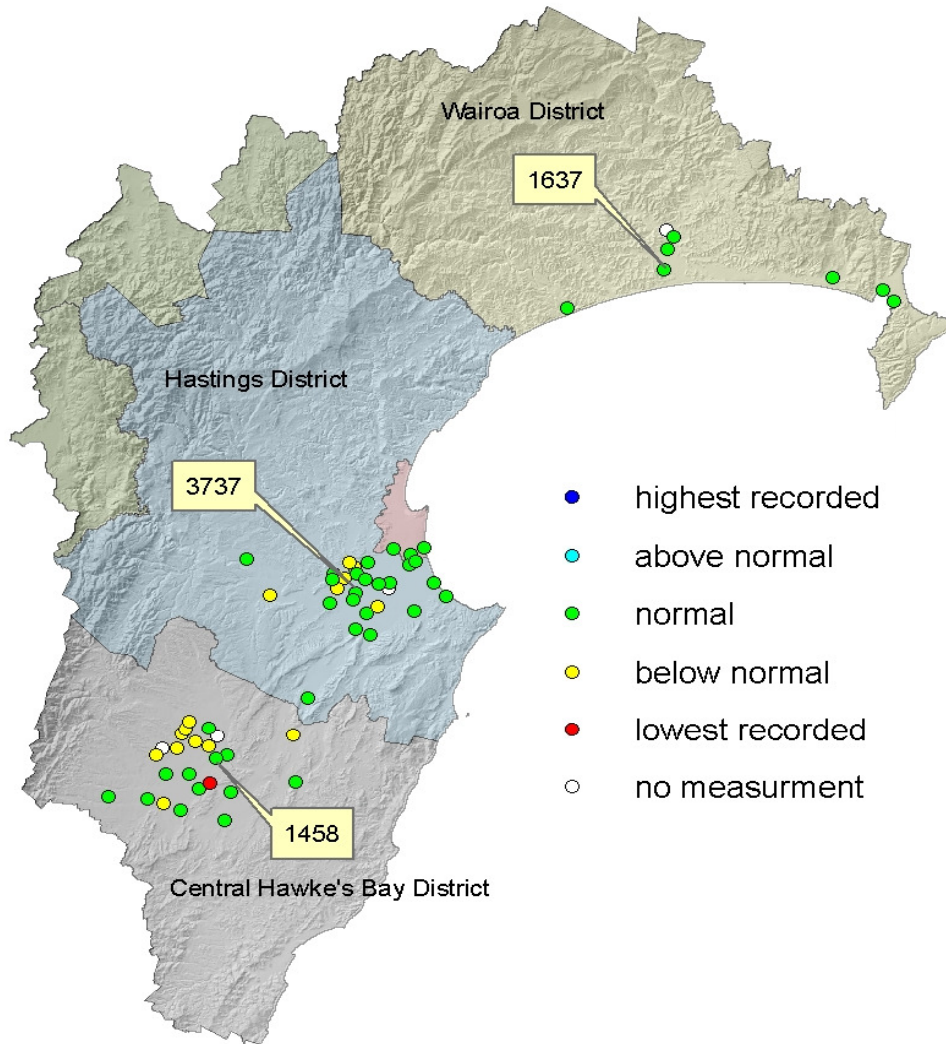 Wairoa District
1637
Hastings District
3737
highest recorded
above normal
normal
below normal
lowest recorded
no measurment
1458
Central Hawke's Bay District